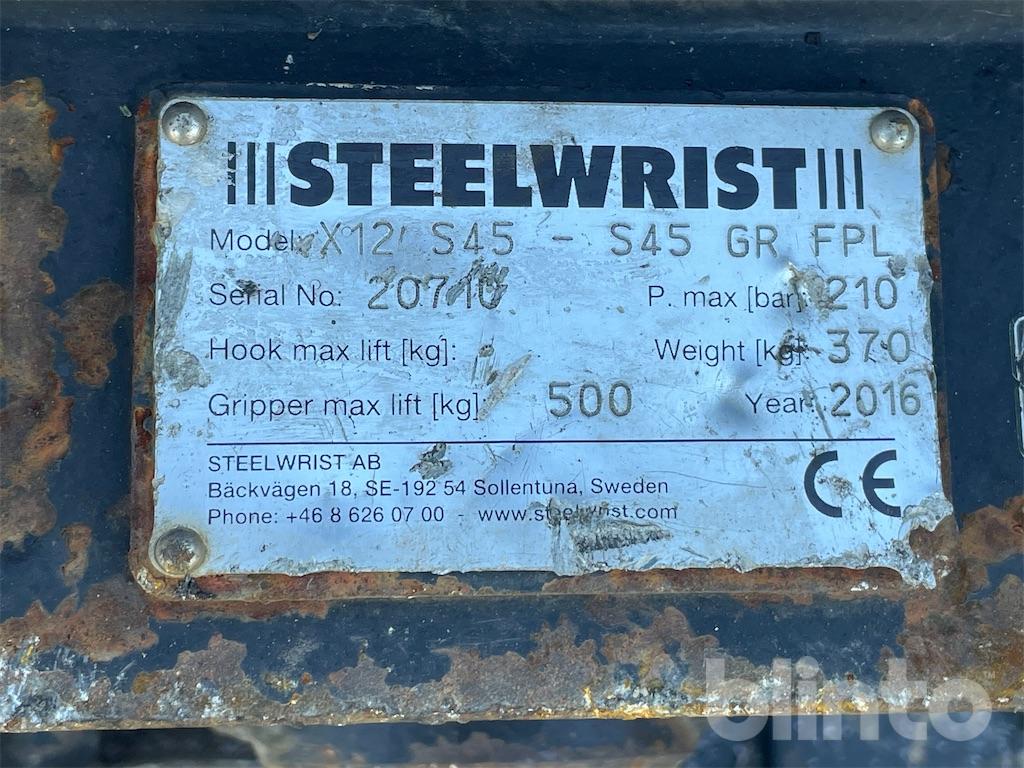 STEELWRIST
Model: X12 S45 - S45 GR FPL
Serial No: 20710 P. max [bar]: 210
Hook max lift [kg]: Weight [kg]: 370
Gripper max lift [kg] 500 Year: 2016
STEELWRIST AB
Bäckvägen 18, SE-192 54 Sollentuna, Sweden
Phone: +46 8 626 07 00 - www.steelwrist.com
CE
blinto